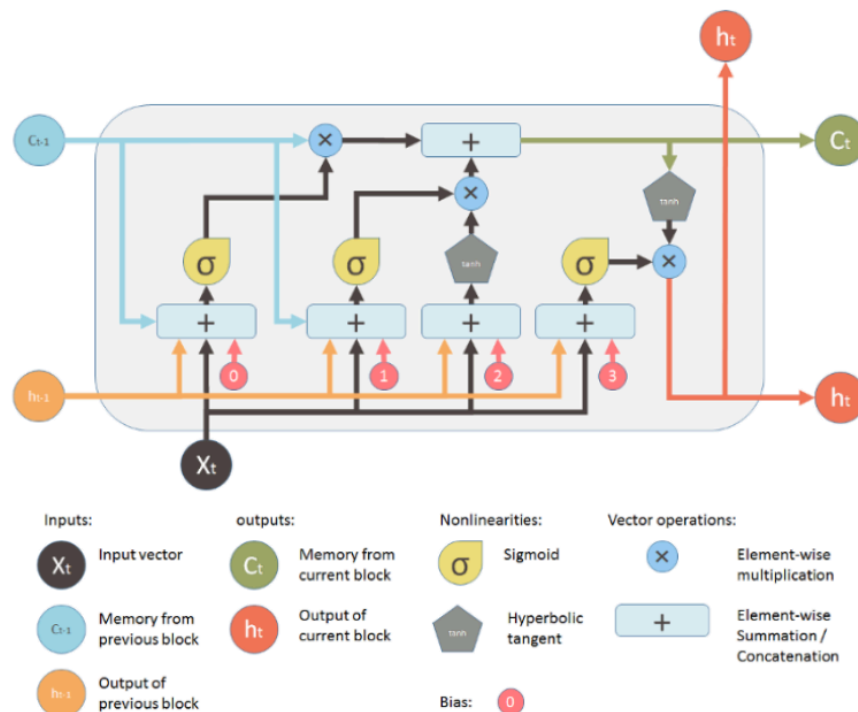 ht
Ct-1
×
+
Ct
tanh
×
σ
σ
tanh
σ
×
+
+
+
+
0
1
2
3
ht-1
ht
Xt
Inputs:
outputs:
Nonlinearities:
Vector operations:
Xt
Input vector
Ct
Memory from
current block
σ
Sigmoid
×
Element-wise
multiplication
Ct-1
Memory from
previous block
ht
Output of
current block
tanh
Hyperbolic
tangent
+
Element-wise
Summation /
Concatenation
ht-1
Output of
previous block
Bias:
0